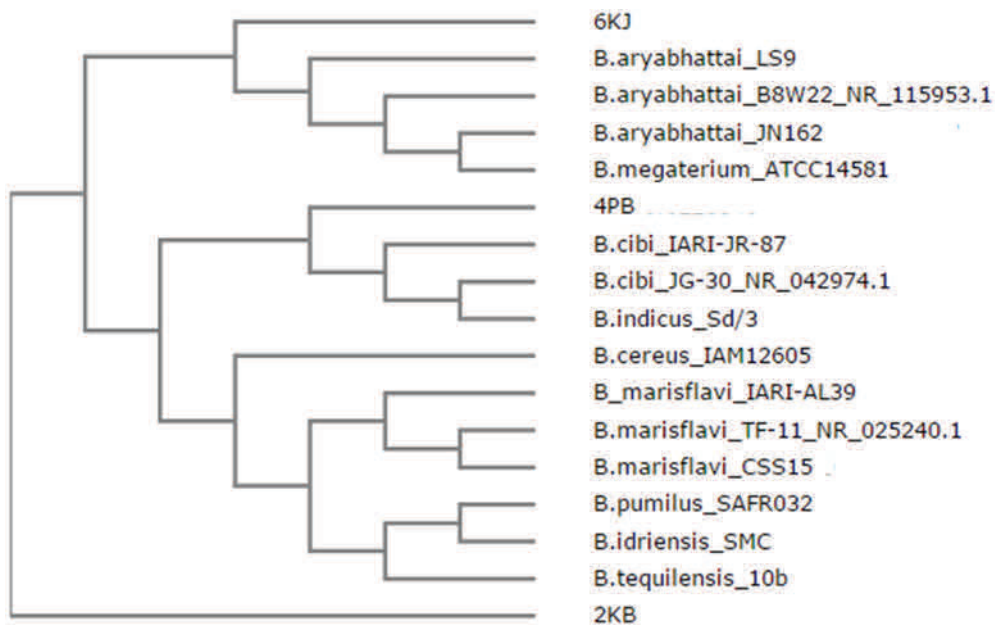 6KJ
B.aryabhattai_LS9
B.aryabhattai_B8W22_NR_115953.1
B.aryabhattai_JN162
B.megaterium_ATCC14581
4PB
B.cibi_IARI-JR-87
B.cibi_JG-30_NR_042974.1
B.indicus_Sd/3
B.cereus_IAM12605
B_marisflavi_IARI-AL39
B.marisflavi_TF-11_NR_025240.1
B.marisflavi_CSS15
B.pumilus_SAFR032
B.idriensis_SMC
B.tequilensis_10b
2KB